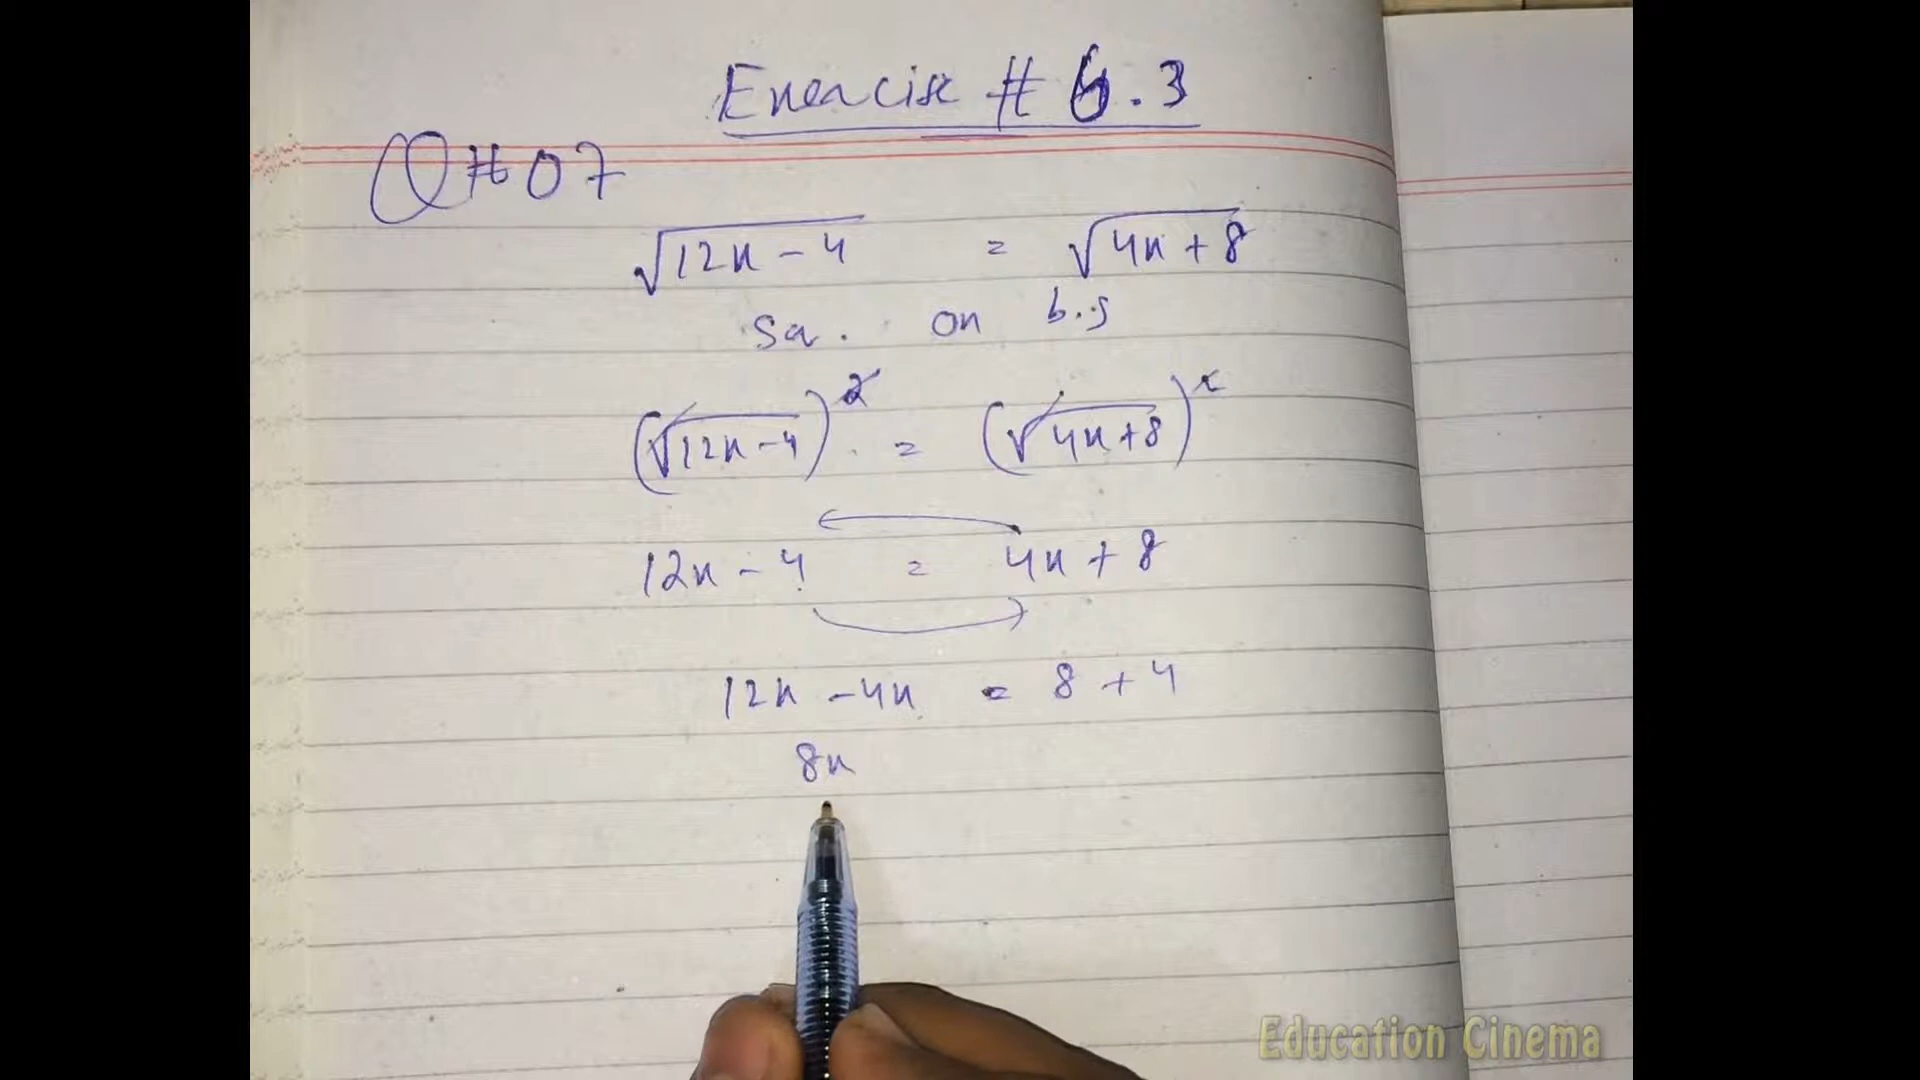 Exercise # 6.3
Q#07
√12x - 4 = √4x + 8
Sq. on b.s
(√12x-4)² = (√4x+8)²
12x - 4 = 4x + 8
12x - 4x = 8 + 4
8x
Education Cinema